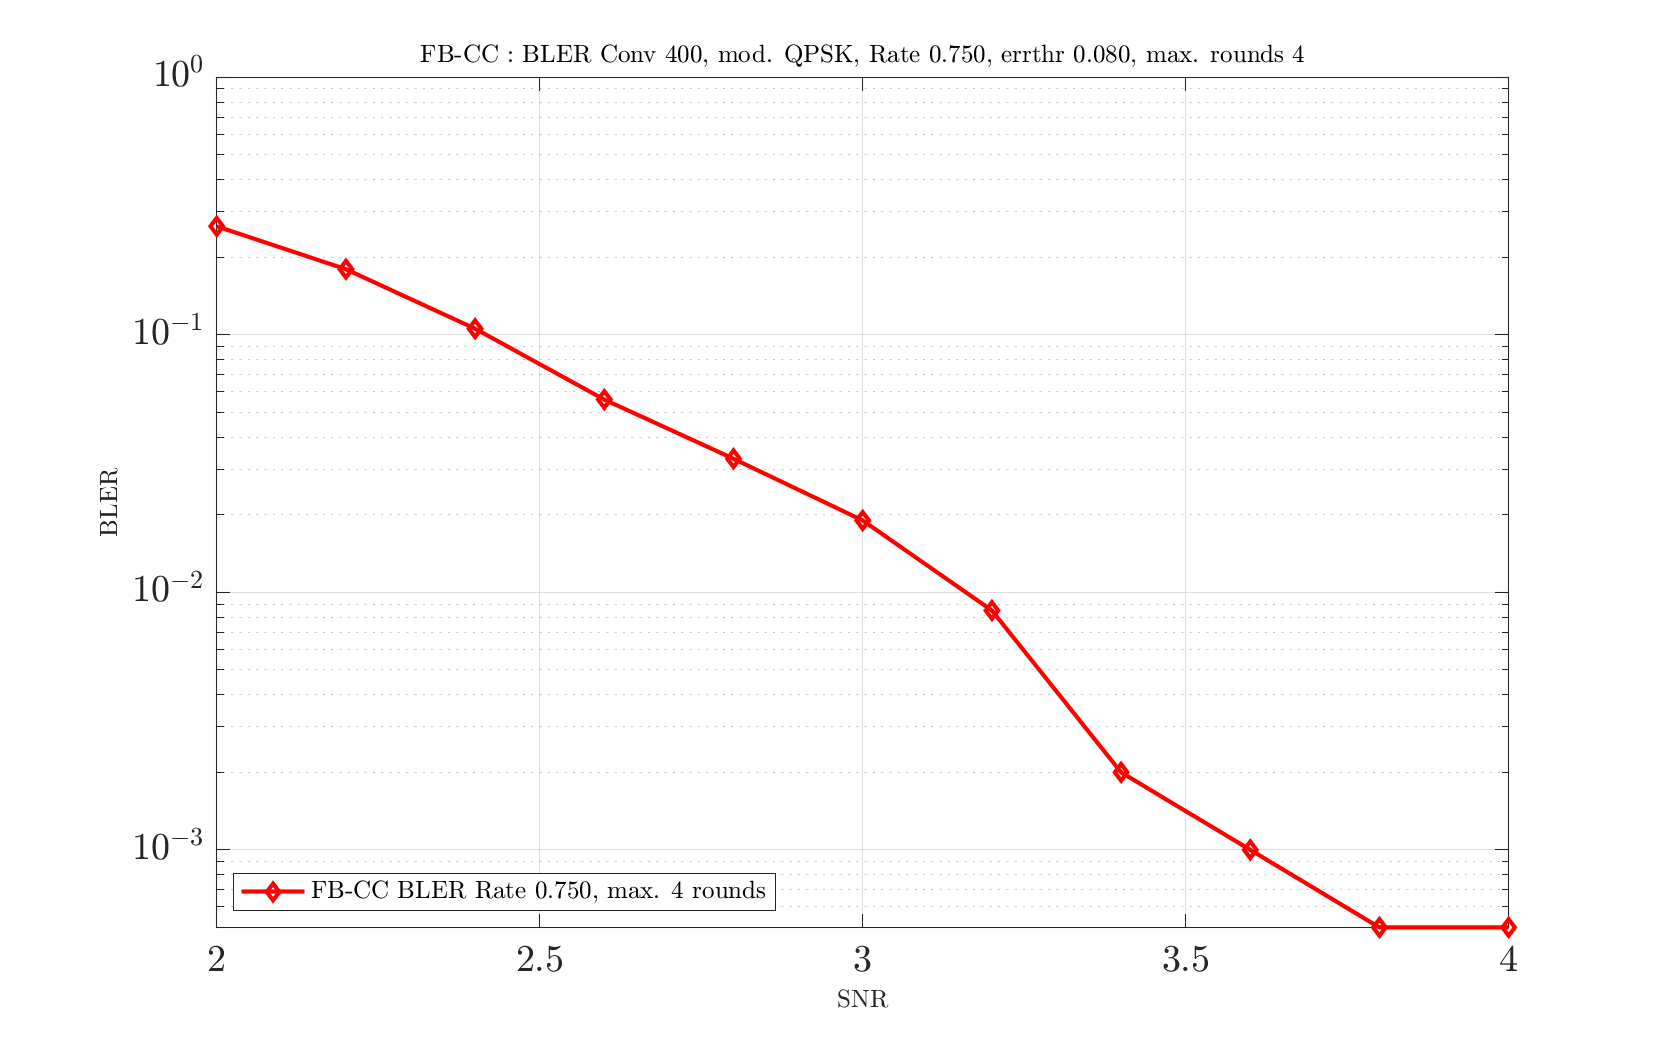 FB-CC : BLER Conv 400, mod. QPSK, Rate 0.750, errthr 0.080, max. rounds 4
10^0
10^-1
10^-2
10^-3
BLER
FB-CC BLER Rate 0.750, max. 4 rounds
2 2.5 3 3.5 4
SNR